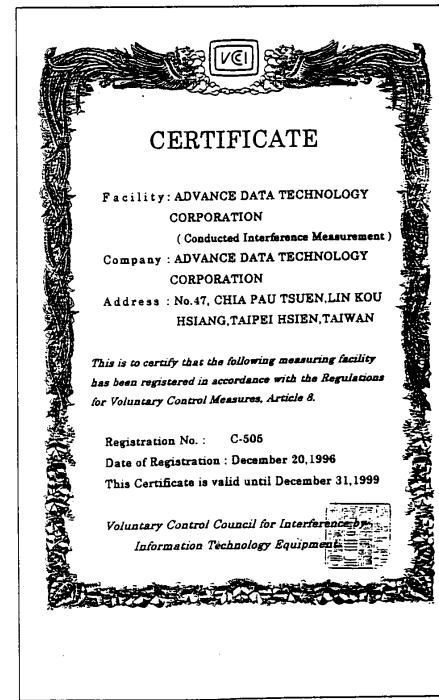 VCI
CERTIFICATE
Facility: ADVANCE DATA TECHNOLOGY
CORPORATION
( Conducted Interference Measurement )
Company : ADVANCE DATA TECHNOLOGY
CORPORATION
Address : No.47, CHIA PAU TSUEN,LIN KOU
HSIANG,TAIPEI HSIEN,TAIWAN
This is to certify that the following measuring facility
has been registered in accordance with the Regulations
for Voluntary Control Measures, Article 8.
Registration No. : C-505
Date of Registration : December 20,1996
This Certificate is valid until December 31,1999
Voluntary Control Council for Interference by
Information Technology Equipment